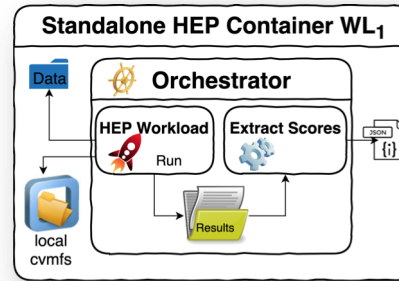 Standalone HEP Container WL1
Data
Orchestrator
HEP Workload
Run
Extract Scores
JSON
{i}
Results
local
cvmfs